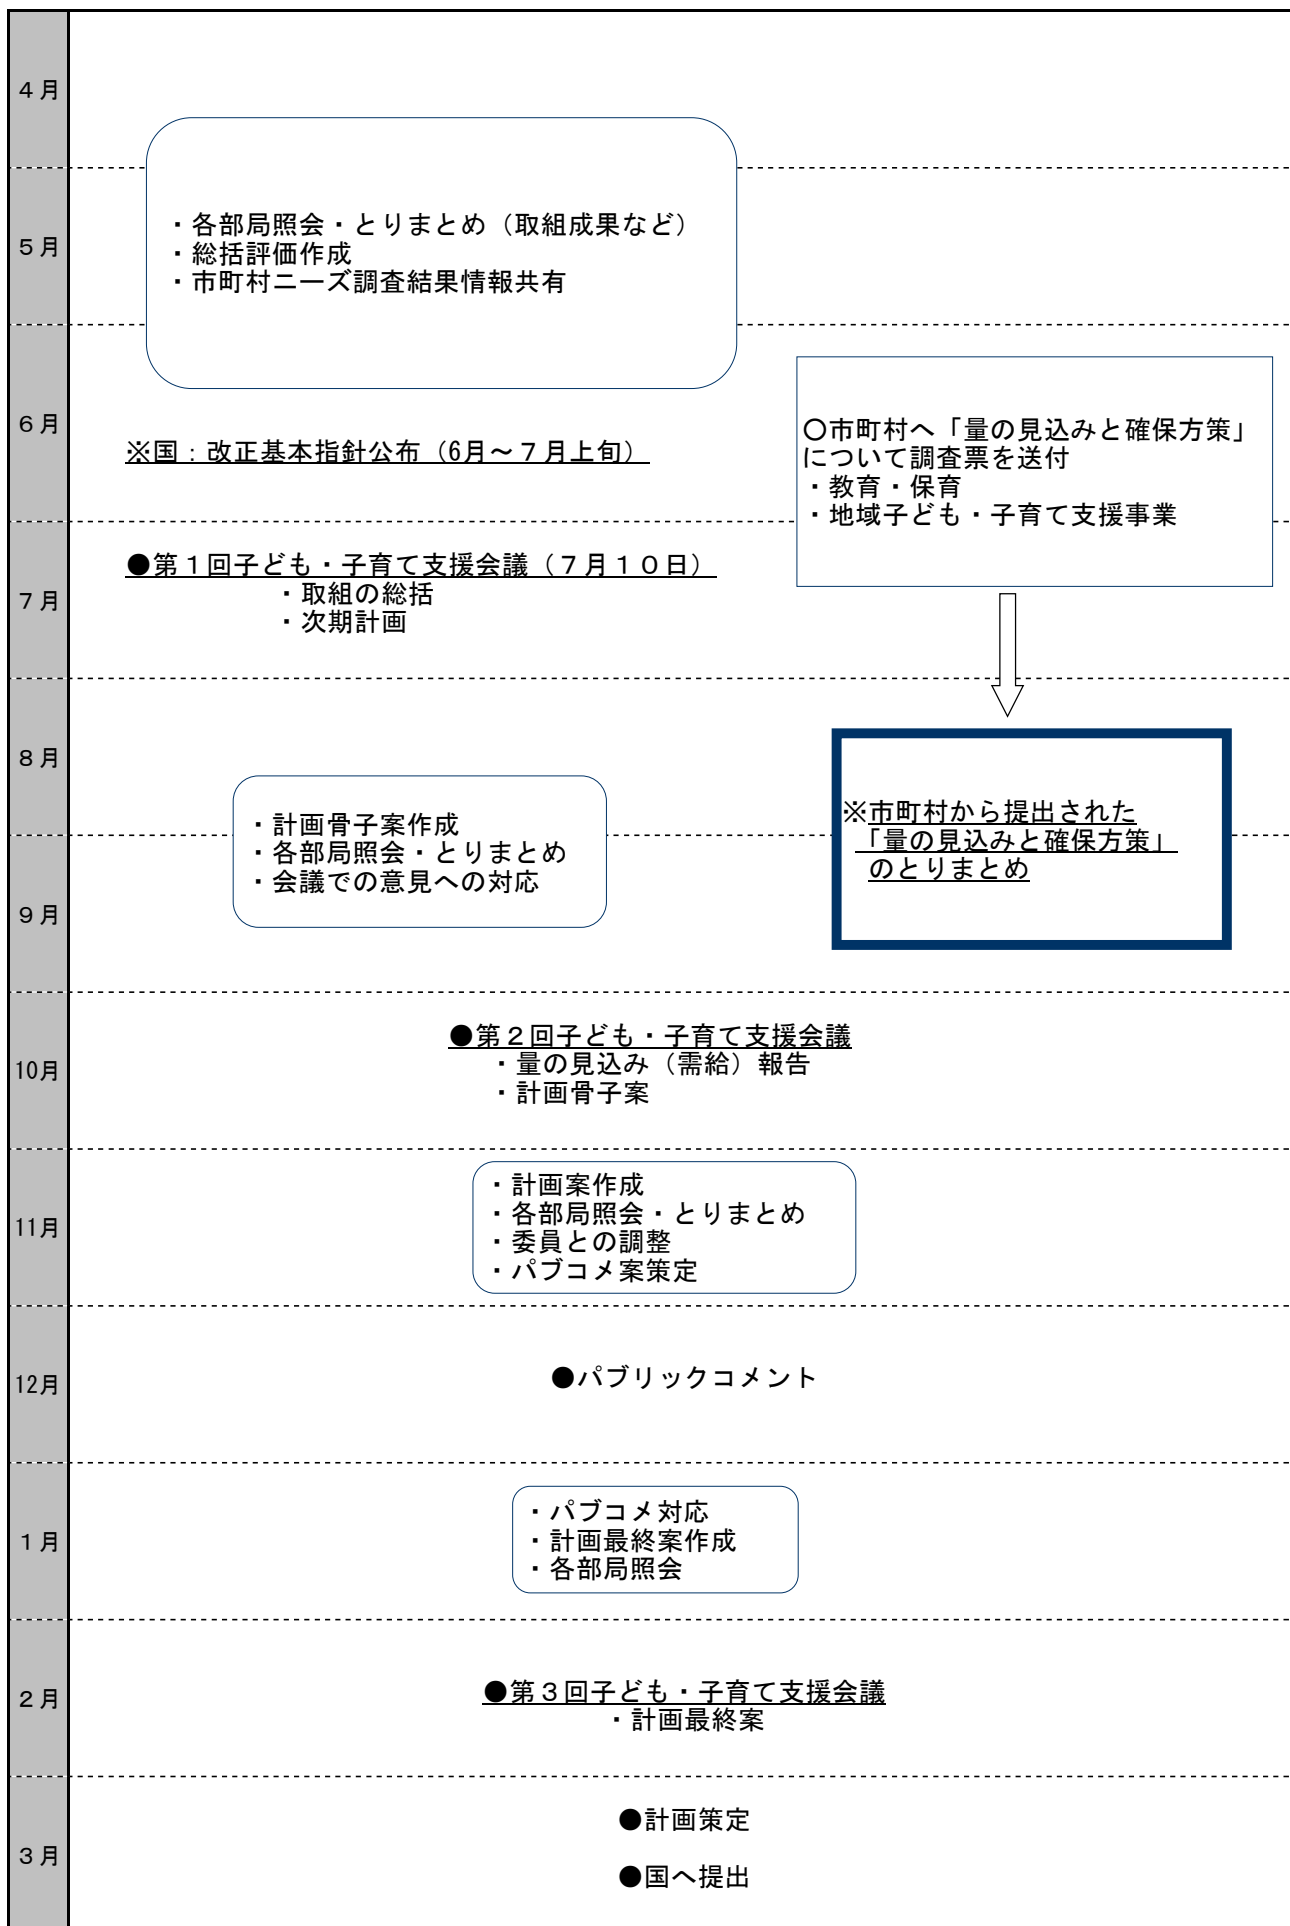 ４月
５月
・各部局照会・とりまとめ（取組成果など）
・総括評価作成
・市町村ニーズ調査結果情報共有
６月
※国：改正基本指針公布（6月～７月上旬）
〇市町村へ「量の見込みと確保方策」
について調査票を送付
・教育・保育
・地域子ども・子育て支援事業
７月
●第１回子ども・子育て支援会議（７月１０日）
・取組の総括
・次期計画
８月
・計画骨子案作成
・各部局照会・とりまとめ
・会議での意見への対応
※市町村から提出された
「量の見込みと確保方策」
のとりまとめ
９月
10月
●第２回子ども・子育て支援会議
・量の見込み（需給）報告
・計画骨子案
11月
・計画案作成
・各部局照会・とりまとめ
・委員との調整
・パブコメ案策定
12月
●パブリックコメント
１月
・パブコメ対応
・計画最終案作成
・各部局照会
２月
●第３回子ども・子育て支援会議
・計画最終案
３月
●計画策定
●国へ提出